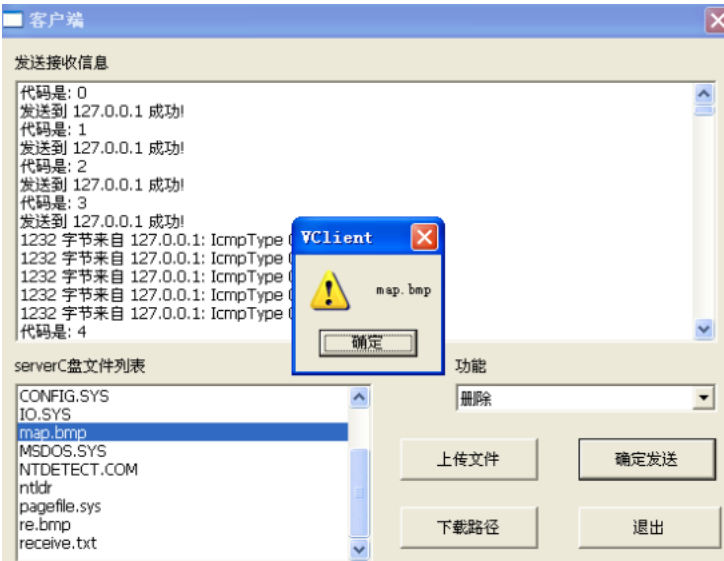 客户端
发送接收信息
代码是: 0
发送到 127.0.0.1 成功!
代码是: 1
发送到 127.0.0.1 成功!
代码是: 2
发送到 127.0.0.1 成功!
代码是: 3
发送到 127.0.0.1 成功!
1232 字节来自 127.0.0.1: IcmpType
1232 字节来自 127.0.0.1: IcmpType
1232 字节来自 127.0.0.1: IcmpType
1232 字节来自 127.0.0.1: IcmpType
1232 字节来自 127.0.0.1: IcmpType
代码是: 4
VClient
map.bmp
确定
serverC盘文件列表
CONFIG.SYS
IO.SYS
map.bmp
MSDOS.SYS
NTDETECT.COM
ntldr
pagefile.sys
re.bmp
receive.txt
功能
删除
上传文件
确定发送
下载路径
退出